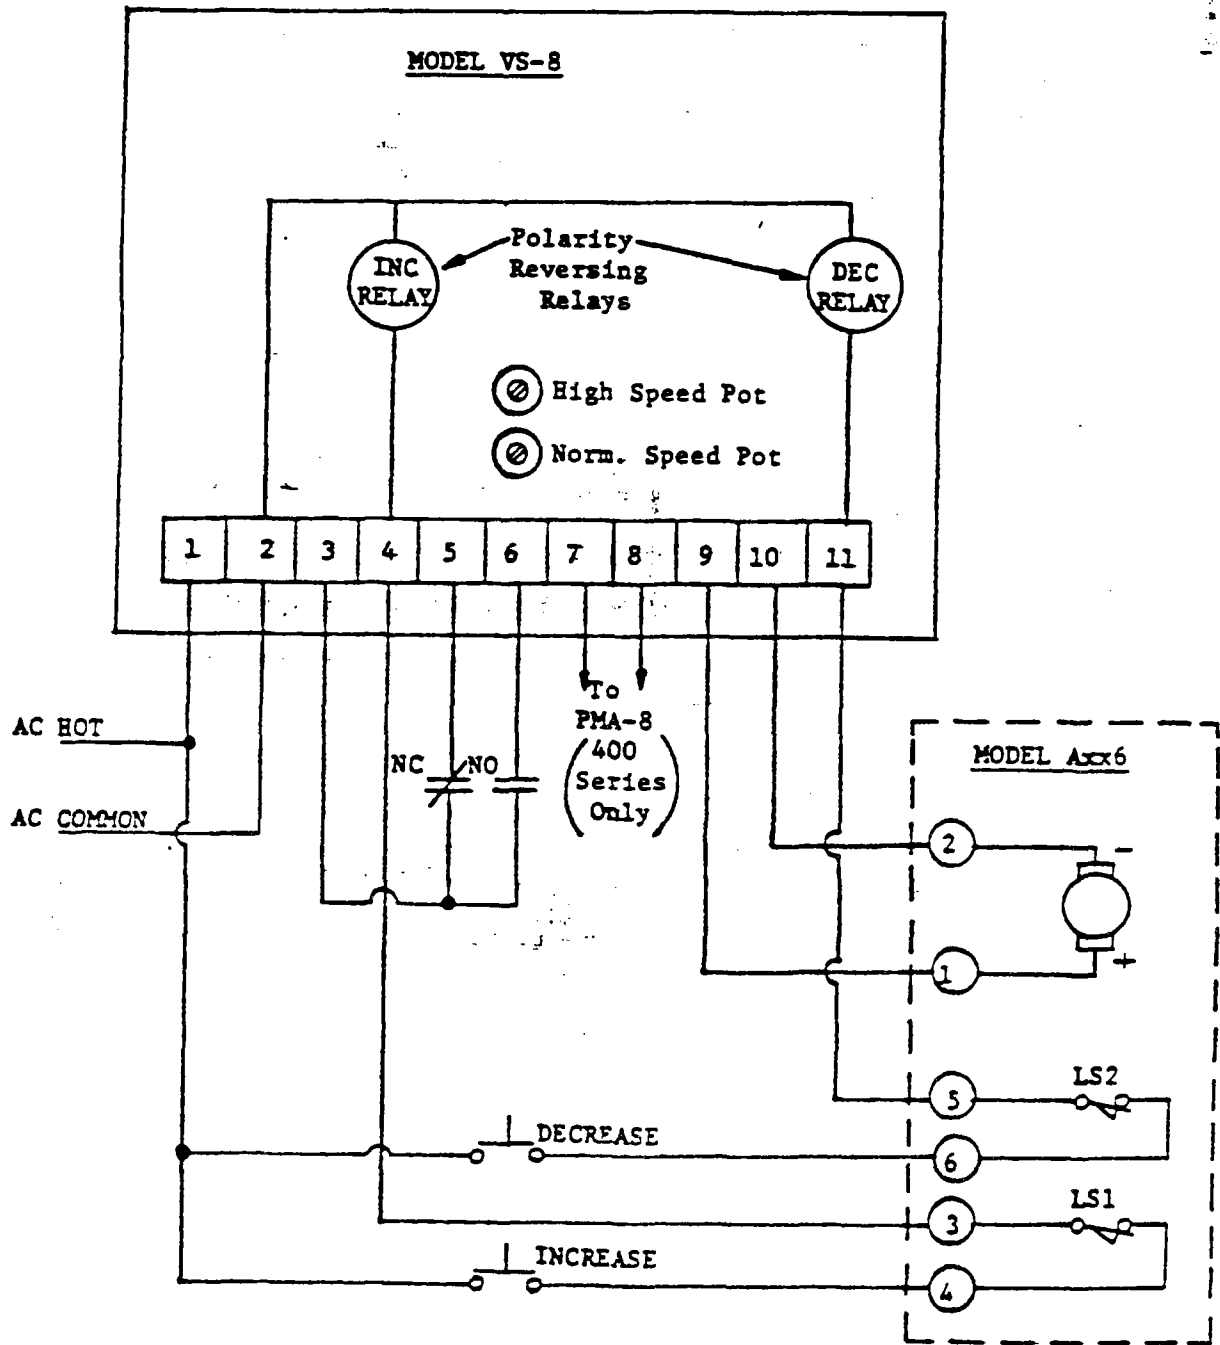 MODEL VS-8
Polarity
Reversing
Relays
INC
RELAY
DEC
RELAY
High Speed Pot
Norm. Speed Pot
1 2 3 4 5 6 7 8 9 10 11
To
PMA-8
(400
Series
Only)
AC HOT
NC NO
AC COMMON
MODEL Axx6
2
-
1
+
5
LS2
DECREASE
6
3
LS1
INCREASE
4